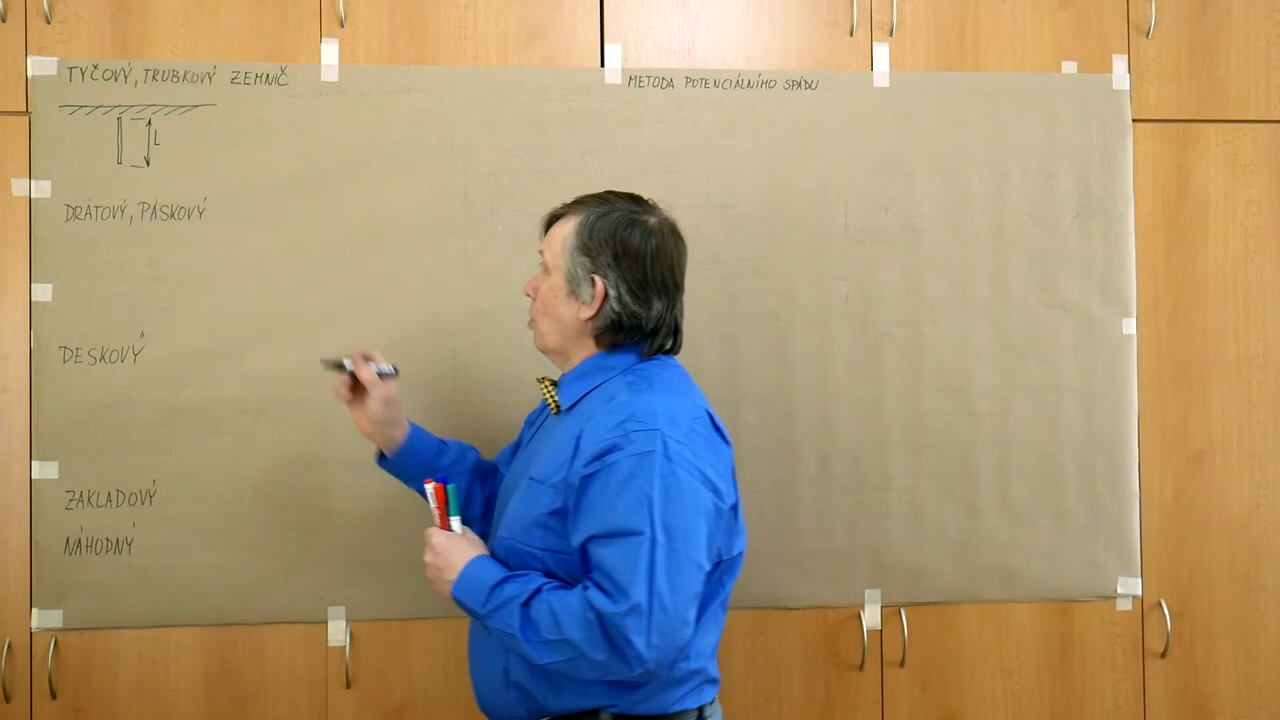 TYČOVÝ, TRUBKOVÝ ZEMNIČ
L
DRÁTOVÝ, PÁSKOVÝ
DESKOVÝ
ZÁKLADOVÝ
NÁHODNÝ
METODA POTENCIÁLNÍHO SPÁDU